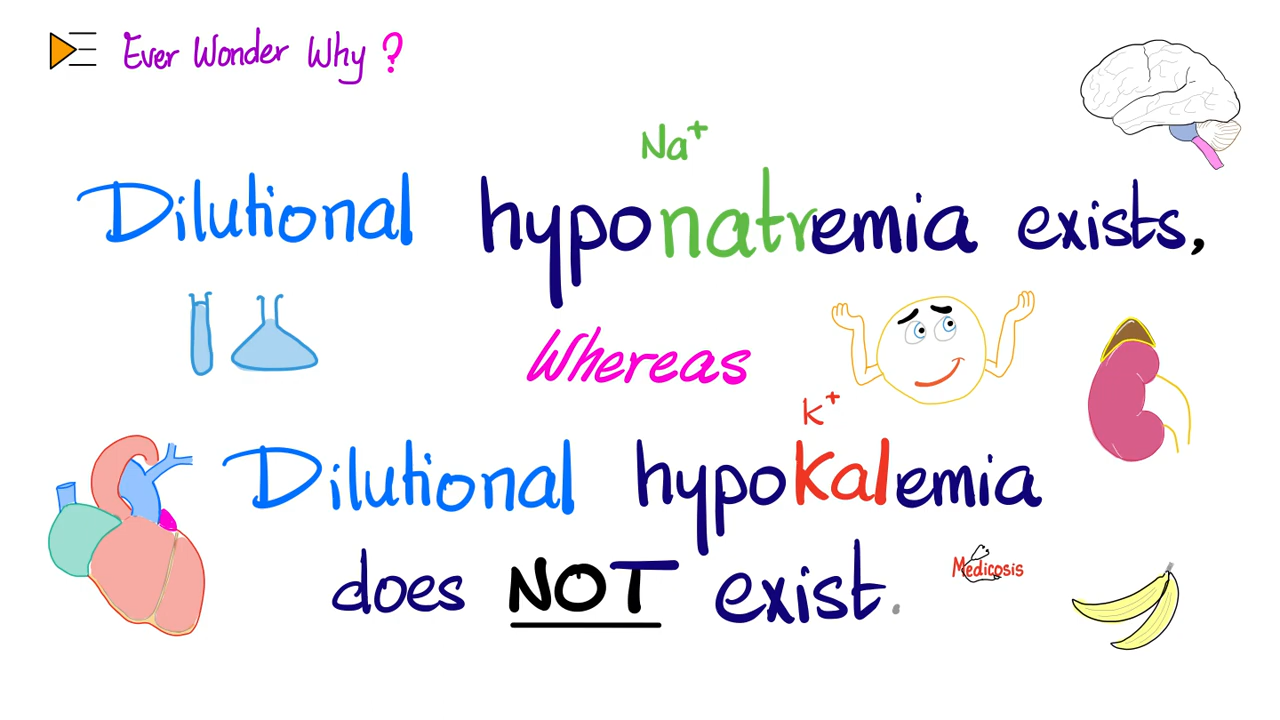 Ever Wonder Why ?
Na+
Dilutional hyponatremia exists,
Whereas
K+
Dilutional hypokalemia
does NOT exist.
Medicosis